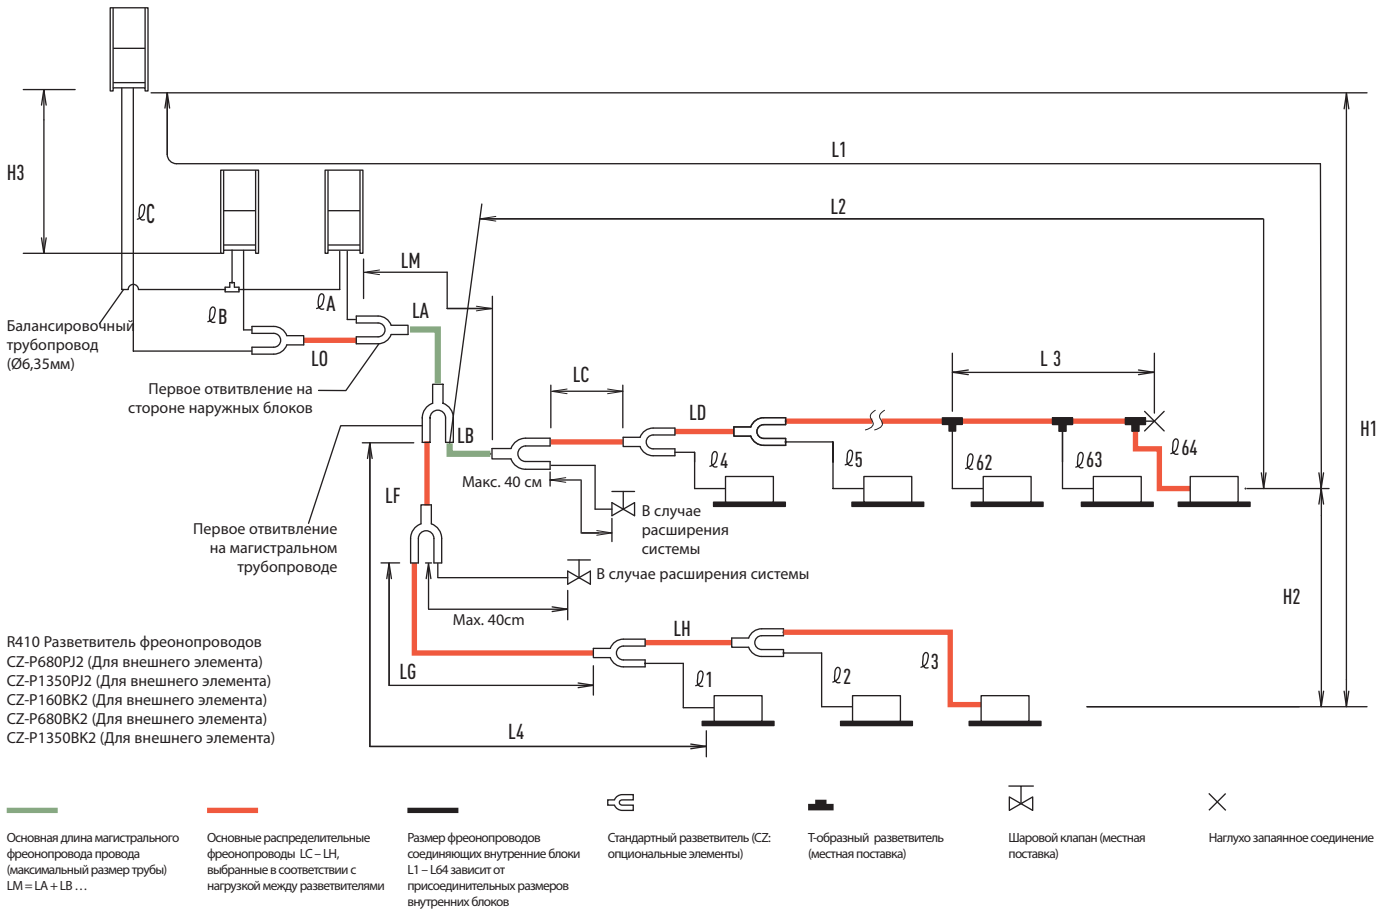 H3
L1
L2
ℓC
LM
ℓB
ℓA
LA
Балансировочный
трубопровод
(Ø6,35мм)
LO
Первое отвитвление на
стороне наружных блоков
LC
L 3
LD
LB
H1
ℓ4
ℓ5
ℓ62
ℓ63
ℓ64
Макс. 40 см
LF
В случае
расширения
системы
Первое отвитвление
на магистральном
трубопроводе
В случае расширения системы
H2
Max. 40cm
LH
LG
ℓ1
ℓ2
ℓ3
L4
R410 Разветвитель фреонопроводов
CZ-P680PJ2 (Для внешнего элемента)
CZ-P1350PJ2 (Для внешнего элемента)
CZ-P160BK2 (Для внешнего элемента)
CZ-P680BK2 (Для внешнего элемента)
CZ-P1350BK2 (Для внешнего элемента)
Основная длина магистрального
фреонопровода провода
(максимальный размер трубы)
LM = LA + LB …
Основные распределительные
фреонопроводы LC – LH,
выбранные в соответствии с
нагрузкой между разветвителями
Размер фреонопроводов
соединяющих внутренние блоки
L1 – L64 зависит от
присоединительных размеров
внутренних блоков
Стандартный разветвитель (CZ:
опциональные элементы)
Т-образный разветвитель
(местная поставка)
Шаровой клапан (местная
поставка)
Наглухо запаянное соединение